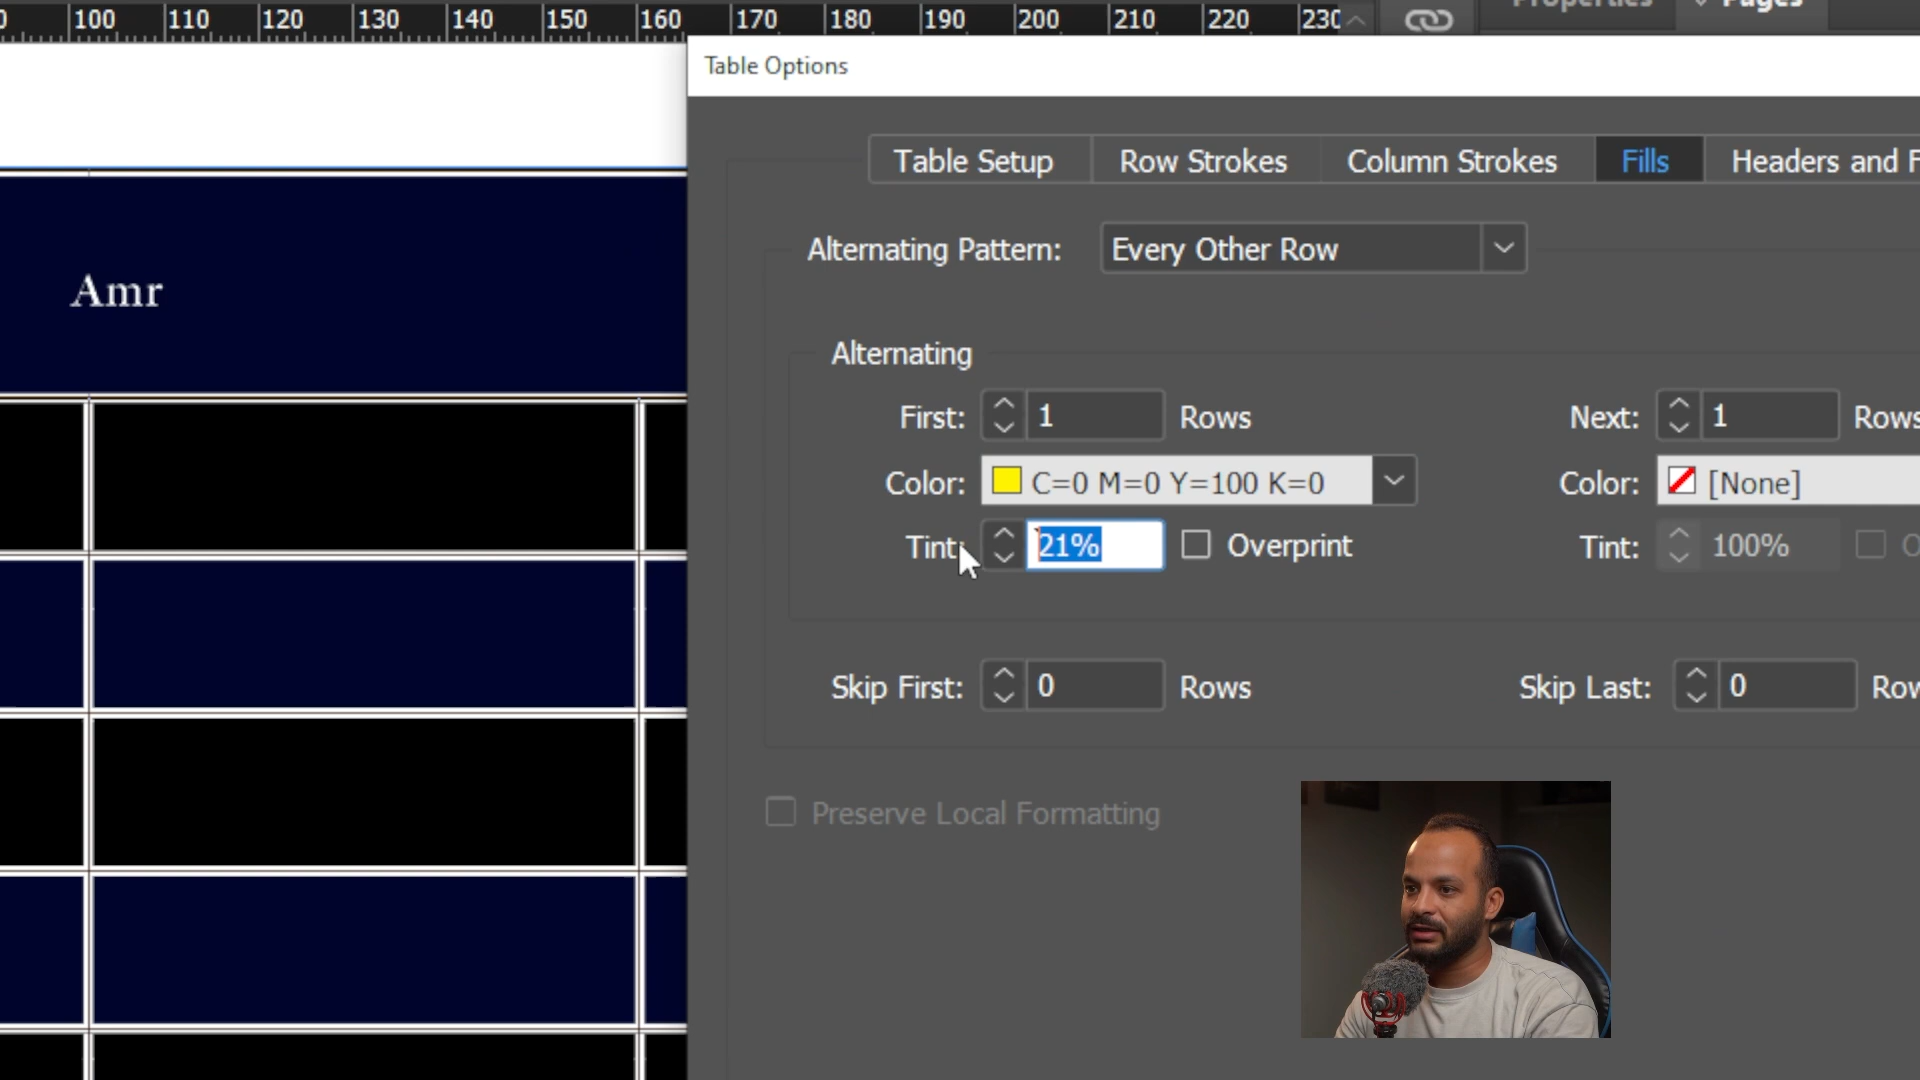 100 110 120 130 140 150 160 170 180 190 200 210 220 230
Properties Pages
Table Options
Table Setup Row Strokes Column Strokes Fills Headers and F
Alternating Pattern: Every Other Row
Amr
Alternating
First: 1 Rows Next: 1 Rows
Color: C=0 M=0 Y=100 K=0 Color: [None]
Tint: 21% Overprint Tint: 100% O
Skip First: 0 Rows Skip Last: 0 Row
Preserve Local Formatting